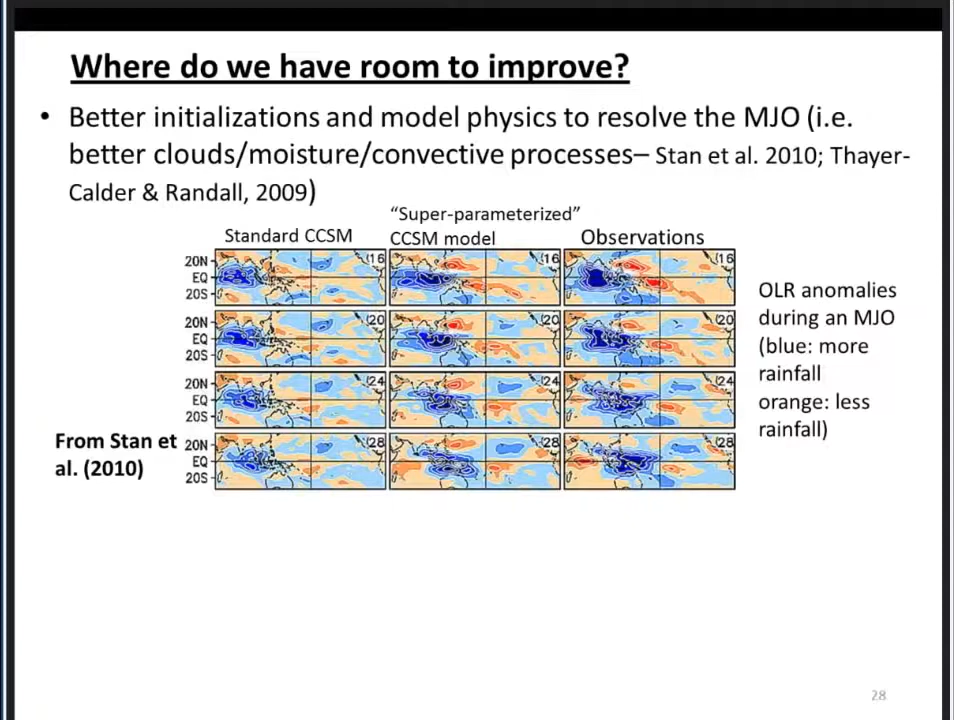 Where do we have room to improve?
• Better initializations and model physics to resolve the MJO (i.e.
better clouds/moisture/convective processes– Stan et al. 2010; Thayer-
Calder & Randall, 2009)
"Super-parameterized"
Standard CCSM CCSM model Observations
20N (16 (16 (16
EQ
20S
20N (20 (20 (20
EQ
20S
20N (24 (24 (24
EQ
20S
20N (28 (28 (28
EQ
20S
OLR anomalies
during an MJO
(blue: more
rainfall
orange: less
rainfall)
From Stan et
al. (2010)
28